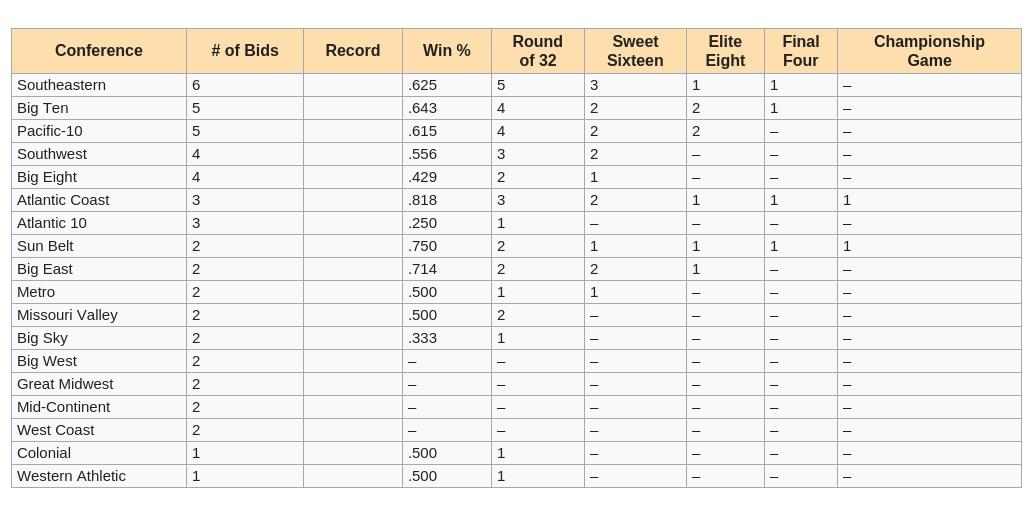 Conference # of Bids Record Win % Round of 32 Sweet Sixteen Elite Eight Final Four Championship Game
Southeastern 6 .625 5 3 1 1 –
Big Ten 5 .643 4 2 2 1 –
Pacific-10 5 .615 4 2 2 – –
Southwest 4 .556 3 2 – – –
Big Eight 4 .429 2 1 – – –
Atlantic Coast 3 .818 3 2 1 1 1
Atlantic 10 3 .250 1 – – – –
Sun Belt 2 .750 2 1 1 1 1
Big East 2 .714 2 2 1 – –
Metro 2 .500 1 1 – – –
Missouri Valley 2 .500 2 – – – –
Big Sky 2 .333 1 – – – –
Big West 2 – – – – – –
Great Midwest 2 – – – – – –
Mid-Continent 2 – – – – – –
West Coast 2 – – – – – –
Colonial 1 .500 1 – – – –
Western Athletic 1 .500 1 – – – –